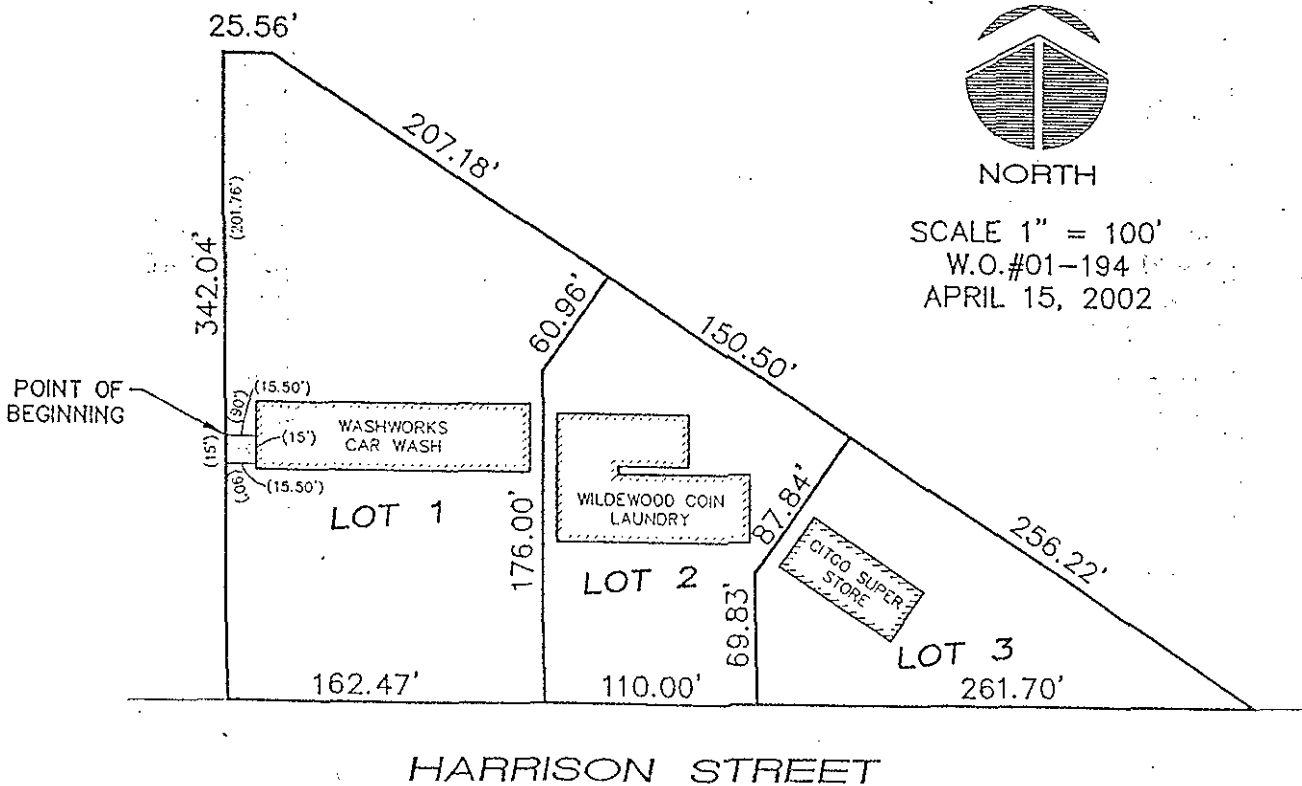 25.56'
207.18'
NORTH
SCALE 1" = 100'
W.O.#01-194
APRIL 15, 2002
(201.76')
342.04'
60.96'
150.50'
POINT OF
BEGINNING
(90°)
(15.50')
(15')
(15')
(90°)
(15.50')
WASHWORKS
CAR WASH
LOT 1
176.00'
WILDEWOOD COIN
LAUNDRY
LOT 2
87.84'
69.83'
CITGO SUPER
STORE
LOT 3
256.22'
162.47'
110.00'
261.70'
HARRISON STREET